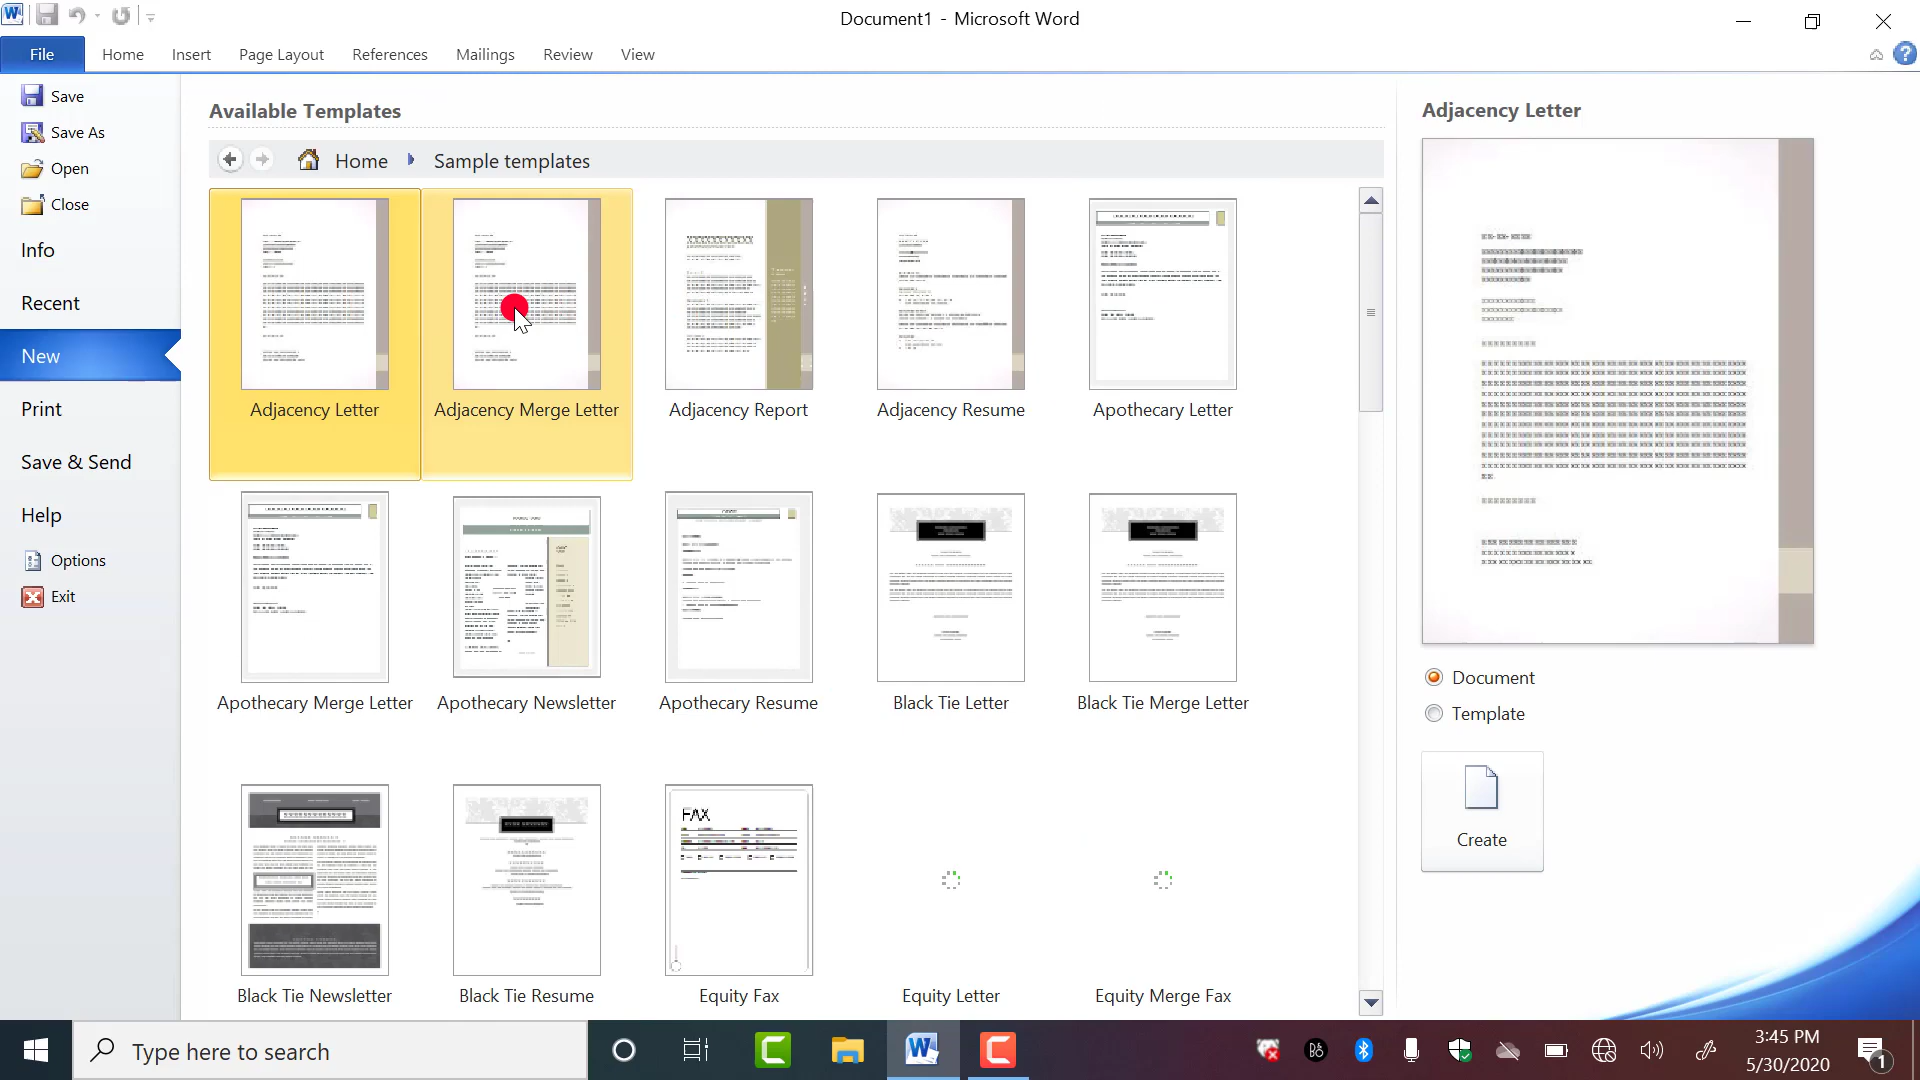 Document1 - Microsoft Word
File Home Insert Page Layout References Mailings Review View
Save
Save As
Open
Close
Info
Recent
New
Print
Save & Send
Help
Options
Exit
Available Templates
Home Sample templates
Adjacency Letter Adjacency Merge Letter Adjacency Report Adjacency Resume Apothecary Letter
Apothecary Merge Letter Apothecary Newsletter Apothecary Resume Black Tie Letter Black Tie Merge Letter
FAX
Black Tie Newsletter Black Tie Resume Equity Fax Equity Letter Equity Merge Fax
Adjacency Letter
Document
Template
Create
Type here to search
3:45 PM
5/30/2020
1